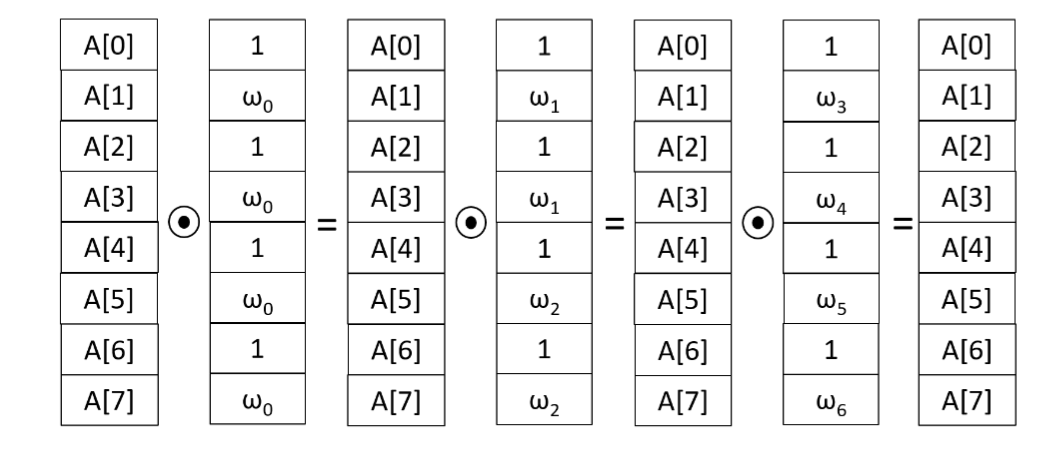 A[0] 1 A[0] 1 A[0] 1 A[0]
A[1] ω₀ A[1] ω₁ A[1] ω₃ A[1]
A[2] 1 A[2] 1 A[2] 1 A[2]
A[3] ω₀ A[3] ω₁ A[3] ω₄ A[3]
⊙ = ⊙ = ⊙ =
A[4] 1 A[4] 1 A[4] 1 A[4]
A[5] ω₀ A[5] ω₂ A[5] ω₅ A[5]
A[6] 1 A[6] 1 A[6] 1 A[6]
A[7] ω₀ A[7] ω₂ A[7] ω₆ A[7]